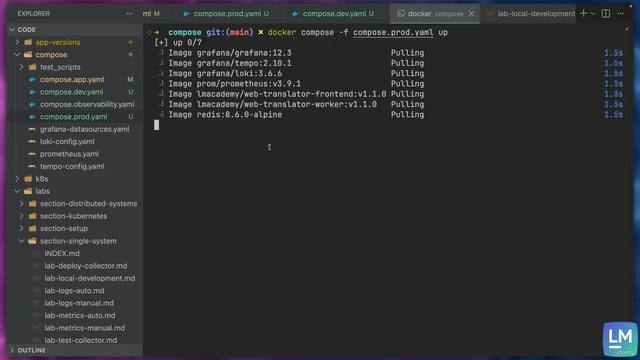 EXPLORER
ml M
compose.prod.yaml U
compose.dev.yaml U
docker compose
lab-local-development.md
CODE
app-versions
compose
test_scripts
compose.app.yaml M
compose.dev.yaml U
compose.observability.yaml
compose.prod.yaml U
grafana-datasources.yaml
loki-config.yaml
prometheus.yaml
tempo-config.yaml
k8s
labs
section-distributed-systems
section-kubernetes
section-setup
section-single-system
INDEX.md
lab-deploy-collector.md
lab-local-development.md
lab-logs-auto.md
lab-logs-manual.md
lab-metrics-auto.md
lab-metrics-manual.md
lab-test-collector.md
OUTLINE
compose git:(main) × docker compose -f compose.prod.yaml up
[+] up 0/7
Image grafana/grafana:12.3 Pulling 1.3s
Image grafana/tempo:2.10.1 Pulling 1.3s
Image grafana/loki:3.6.6 Pulling 1.3s
Image prom/prometheus:v3.9.1 Pulling 1.3s
Image lmacademy/web-translator-frontend:v1.1.0 Pulling 1.3s
Image lmacademy/web-translator-worker:v1.1.0 Pulling 1.3s
Image redis:8.6.0-alpine Pulling 1.3s
LM